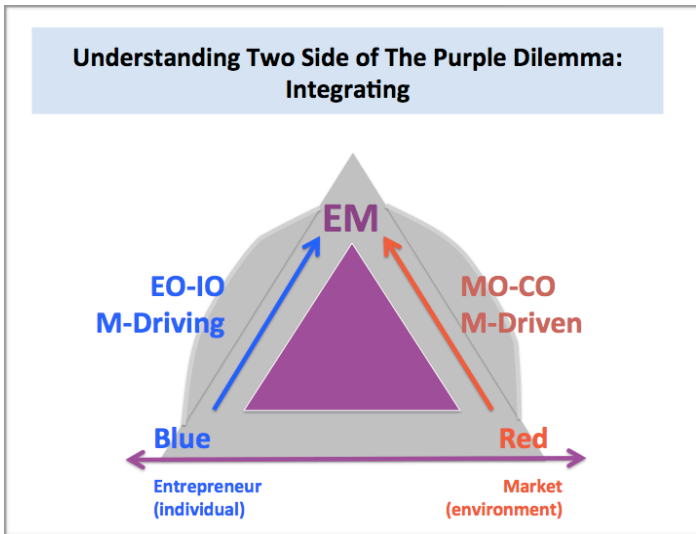 Understanding Two Side of The Purple Dilemma:
Integrating
EM
EO-IO
M-Driving
MO-CO
M-Driven
Blue
Red
Entrepreneur
(individual)
Market
(environment)